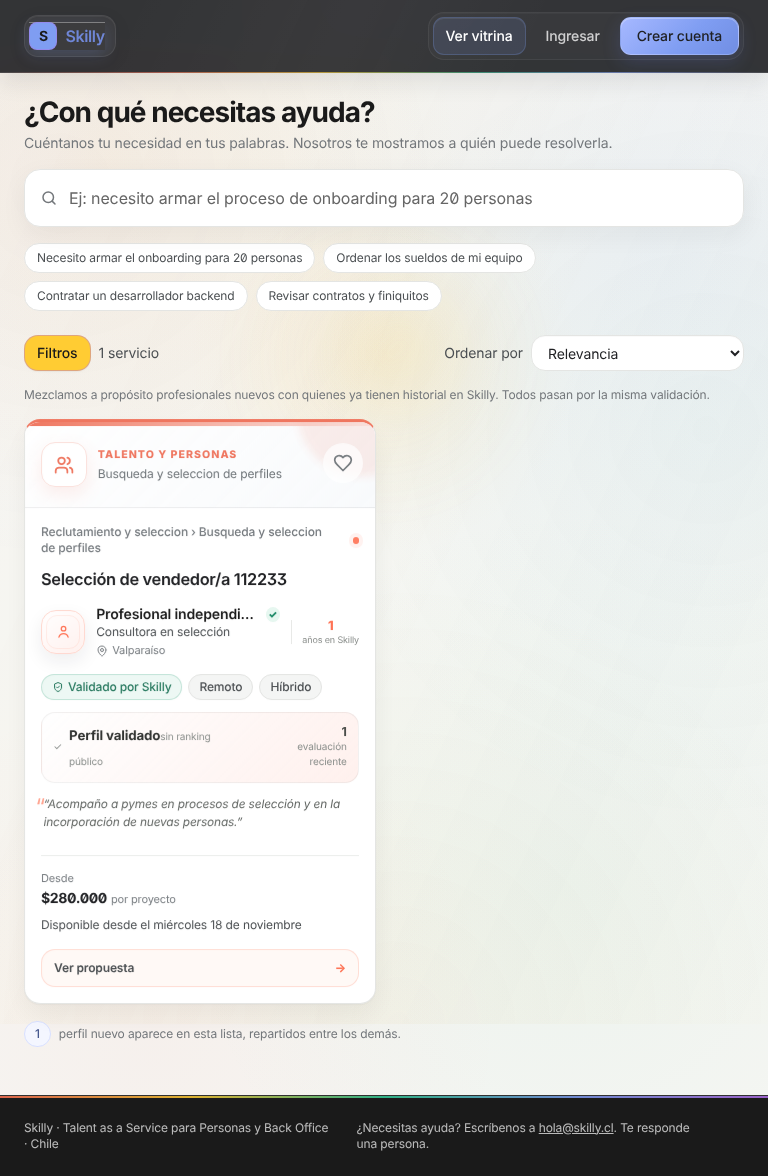 S Skilly
Ver vitrina
Ingresar
Crear cuenta
¿Con qué necesitas ayuda?
Cuéntanos tu necesidad en tus palabras. Nosotros te mostramos a quién puede resolverla.
Ej: necesito armar el proceso de onboarding para 20 personas
Necesito armar el onboarding para 20 personas
Ordenar los sueldos de mi equipo
Contratar un desarrollador backend
Revisar contratos y finiquitos
Filtros
1 servicio
Ordenar por
Relevancia
Mezclamos a propósito profesionales nuevos con quienes ya tienen historial en Skilly. Todos pasan por la misma validación.
TALENTO Y PERSONAS
Busqueda y seleccion de perfiles
Reclutamiento y seleccion › Busqueda y seleccion
de perfiles
Selección de vendedor/a 112233
Profesional independi...
Consultora en selección
Valparaíso
1
años en Skilly
Validado por Skilly
Remoto
Híbrido
Perfil validado sin ranking
público
1
evaluación
reciente
"“Acompaño a pymes en procesos de selección y en la
incorporación de nuevas personas.”
Desde
$280.000 por proyecto
Disponible desde el miércoles 18 de noviembre
Ver propuesta →
1 perfil nuevo aparece en esta lista, repartidos entre los demás.
Skilly · Talent as a Service para Personas y Back Office
· Chile
¿Necesitas ayuda? Escríbenos a hola@skilly.cl. Te responde
una persona.